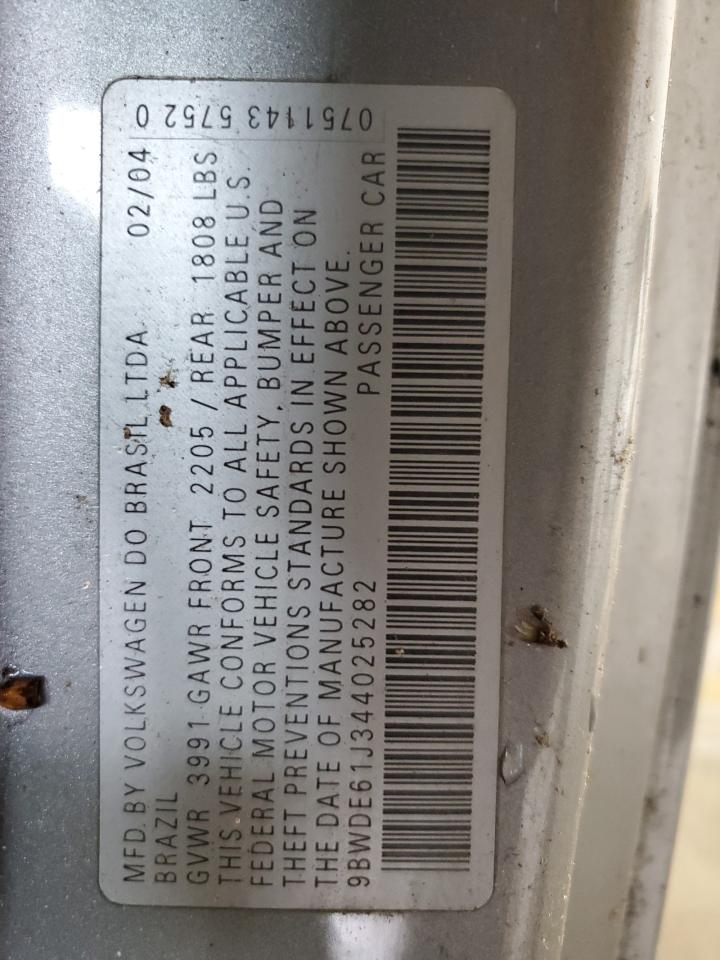 MFD. BY VOLKSWAGEN DO BRASIL LTDA. 02/04
BRAZIL
GVWR 3991 GAWR FRONT 2205 / REAR 1808 LBS
THIS VEHICLE CONFORMS TO ALL APPLICABLE U.S.
FEDERAL MOTOR VEHICLE SAFETY, BUMPER AND
THEFT PREVENTIONS STANDARDS IN EFFECT ON
THE DATE OF MANUFACTURE SHOWN ABOVE.
9BWDE61J344025282 PASSENGER CAR
0751143 5752 0